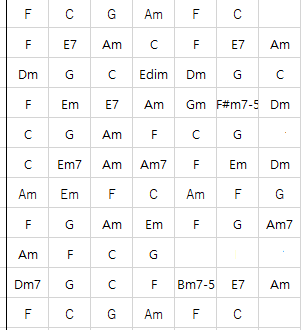 F C G Am F C
F E7 Am C F E7 Am
Dm G C Edim Dm G C
F Em E7 Am Gm F#m7-5 Dm
C G Am F C G
C Em7 Am Am7 F Em Dm
Am Em F C Am F G
F G Am Em F G Am7
Am F C G
Dm7 G C F Bm7-5 E7 Am
F C G Am F C